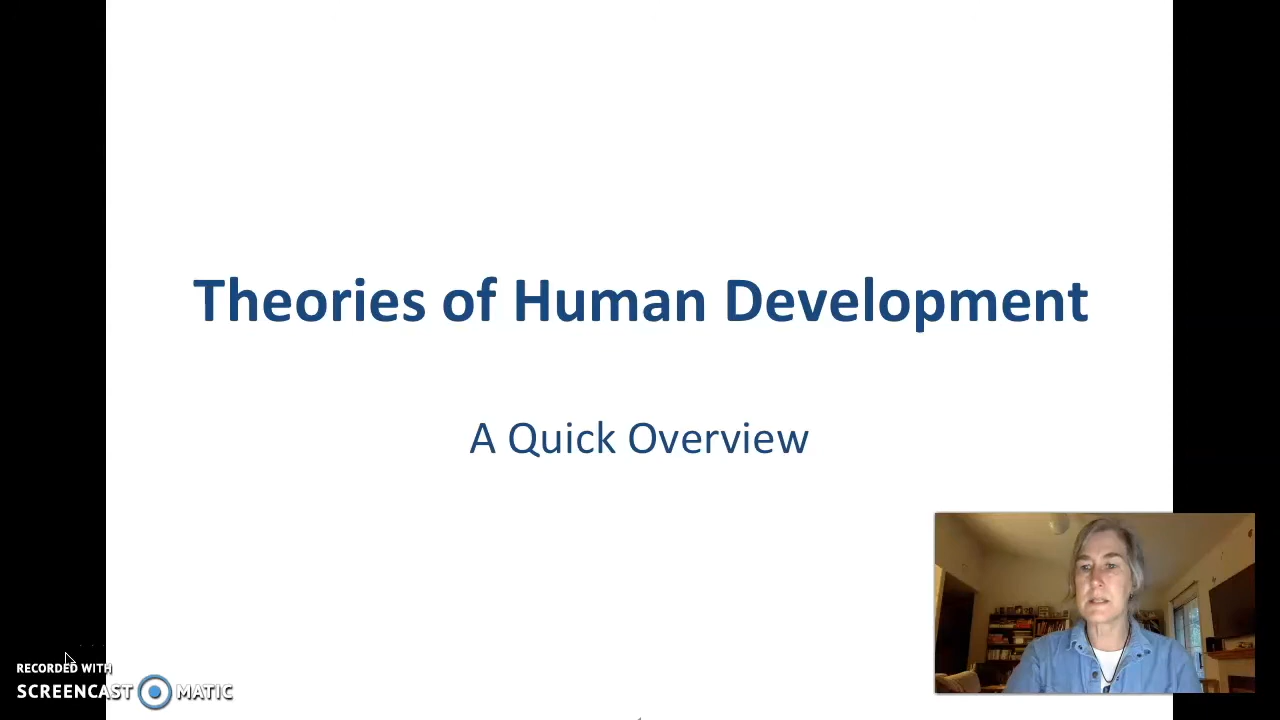 Theories of Human Development
A Quick Overview
RECORDED WITH
SCREENCAST MATIC